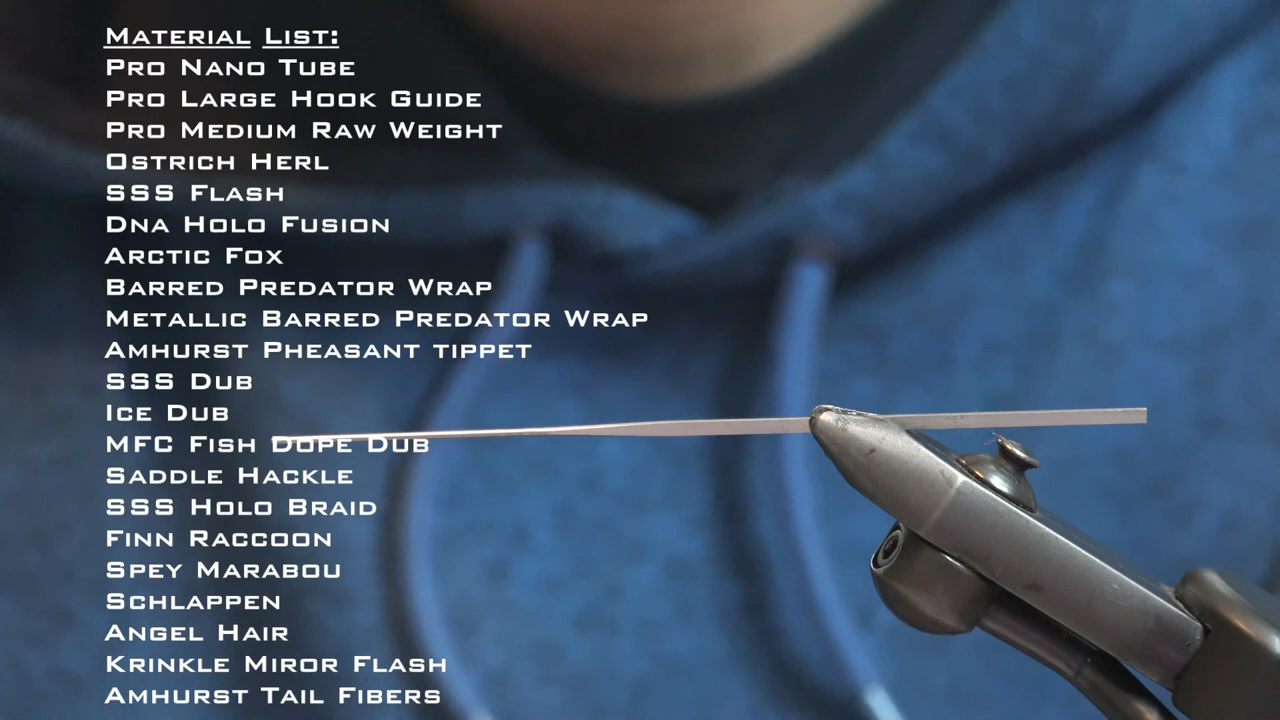 Material List:
Pro Nano Tube
Pro Large Hook Guide
Pro Medium Raw Weight
Ostrich Herl
SSS Flash
Dna Holo Fusion
Arctic Fox
Barred Predator Wrap
Metallic Barred Predator Wrap
Amhurst Pheasant tippet
SSS Dub
Ice Dub
MFC Fish Dope Dub
Saddle Hackle
SSS Holo Braid
Finn Raccoon
Spey Marabou
Schlappen
Angel Hair
Krinkle Miror Flash
Amhurst Tail Fibers